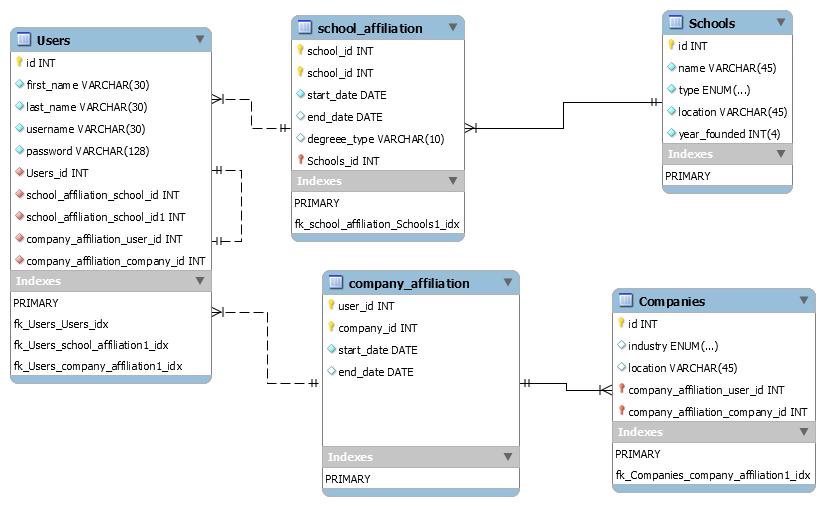 Users
id INT
first_name VARCHAR(30)
last_name VARCHAR(30)
username VARCHAR(30)
password VARCHAR(128)
Users_id INT
school_affiliation_school_id INT
school_affiliation_school_id1 INT
company_affiliation_user_id INT
company_affiliation_company_id INT
Indexes
PRIMARY
fk_Users_Users_idx
fk_Users_school_affiliation1_idx
fk_Users_company_affiliation1_idx
school_affiliation
school_id INT
school_id INT
start_date DATE
end_date DATE
degreee_type VARCHAR(10)
Schools_id INT
Indexes
PRIMARY
fk_school_affiliation_Schools1_idx
Schools
id INT
name VARCHAR(45)
type ENUM(...)
location VARCHAR(45)
year_founded INT(4)
Indexes
PRIMARY
company_affiliation
user_id INT
company_id INT
start_date DATE
end_date DATE
Indexes
PRIMARY
Companies
id INT
industry ENUM(...)
location VARCHAR(45)
company_affiliation_user_id INT
company_affiliation_company_id INT
Indexes
PRIMARY
fk_Companies_company_affiliation1_idx